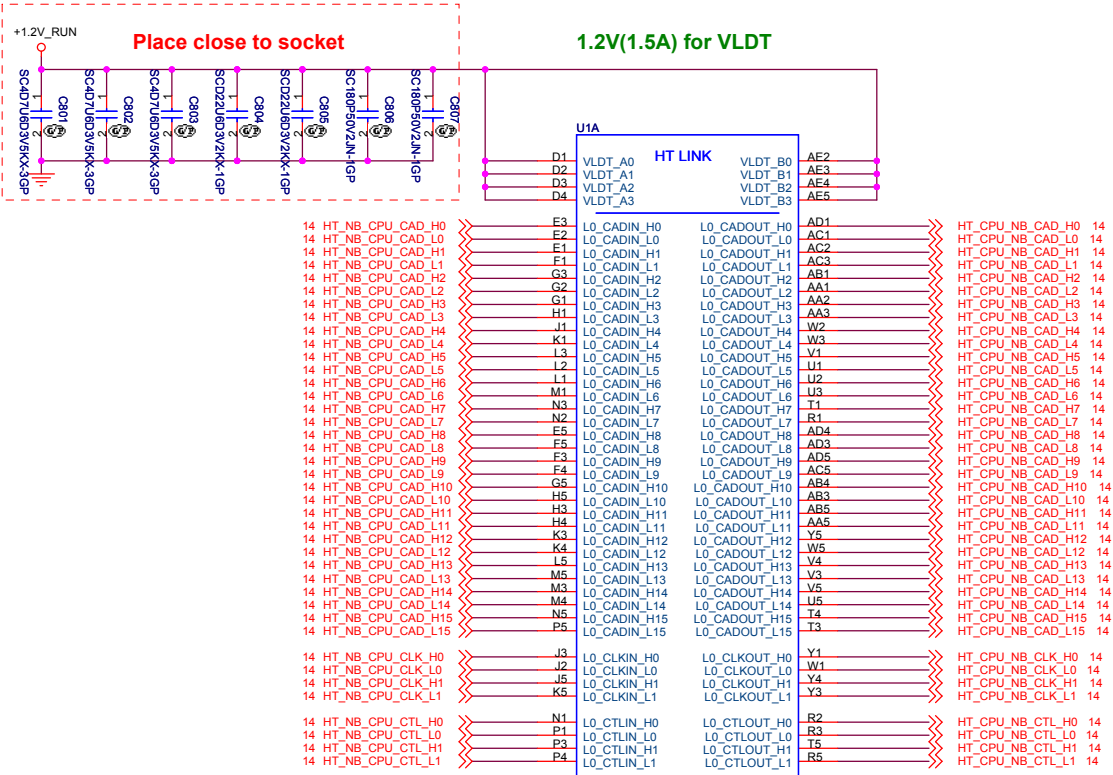 +1.2V_RUN
Place close to socket
1.2V(1.5A) for VLDT
SC4D7U6D3V5KX-3GP
1
2
C801
SC4D7U6D3V5KX-3GP
1
2
C802
SC4D7U6D3V5KX-3GP
1
2
C803
SCD22U6D3V2KX-1GP
1
2
C804
SCD22U6D3V2KX-1GP
1
2
C805
SC180P50V2JN-1GP
1
2
C806
SC180P50V2JN-1GP
1
2
C807
U1A
HT LINK
D1 VLDT_A0 VLDT_B0 AE2
D2 VLDT_A1 VLDT_B1 AE3
D3 VLDT_A2 VLDT_B2 AE4
D4 VLDT_A3 VLDT_B3 AE5
14 HT_NB_CPU_CAD_H0 E3 L0_CADIN_H0 L0_CADOUT_H0 AD1 HT_CPU_NB_CAD_H0 14
14 HT_NB_CPU_CAD_L0 E2 L0_CADIN_L0 L0_CADOUT_L0 AC1 HT_CPU_NB_CAD_L0 14
14 HT_NB_CPU_CAD_H1 E1 L0_CADIN_H1 L0_CADOUT_H1 AC2 HT_CPU_NB_CAD_H1 14
14 HT_NB_CPU_CAD_L1 F1 L0_CADIN_L1 L0_CADOUT_L1 AC3 HT_CPU_NB_CAD_L1 14
14 HT_NB_CPU_CAD_H2 G3 L0_CADIN_H2 L0_CADOUT_H2 AB1 HT_CPU_NB_CAD_H2 14
14 HT_NB_CPU_CAD_L2 G2 L0_CADIN_L2 L0_CADOUT_L2 AA1 HT_CPU_NB_CAD_L2 14
14 HT_NB_CPU_CAD_H3 G1 L0_CADIN_H3 L0_CADOUT_H3 AA2 HT_CPU_NB_CAD_H3 14
14 HT_NB_CPU_CAD_L3 H1 L0_CADIN_L3 L0_CADOUT_L3 AA3 HT_CPU_NB_CAD_L3 14
14 HT_NB_CPU_CAD_H4 J1 L0_CADIN_H4 L0_CADOUT_H4 W2 HT_CPU_NB_CAD_H4 14
14 HT_NB_CPU_CAD_L4 K1 L0_CADIN_L4 L0_CADOUT_L4 W3 HT_CPU_NB_CAD_L4 14
14 HT_NB_CPU_CAD_H5 L3 L0_CADIN_H5 L0_CADOUT_H5 V1 HT_CPU_NB_CAD_H5 14
14 HT_NB_CPU_CAD_L5 L2 L0_CADIN_L5 L0_CADOUT_L5 U1 HT_CPU_NB_CAD_L5 14
14 HT_NB_CPU_CAD_H6 L1 L0_CADIN_H6 L0_CADOUT_H6 U2 HT_CPU_NB_CAD_H6 14
14 HT_NB_CPU_CAD_L6 M1 L0_CADIN_L6 L0_CADOUT_L6 U3 HT_CPU_NB_CAD_L6 14
14 HT_NB_CPU_CAD_H7 N3 L0_CADIN_H7 L0_CADOUT_H7 T1 HT_CPU_NB_CAD_H7 14
14 HT_NB_CPU_CAD_L7 N2 L0_CADIN_L7 L0_CADOUT_L7 R1 HT_CPU_NB_CAD_L7 14
14 HT_NB_CPU_CAD_H8 E5 L0_CADIN_H8 L0_CADOUT_H8 AD4 HT_CPU_NB_CAD_H8 14
14 HT_NB_CPU_CAD_L8 F5 L0_CADIN_L8 L0_CADOUT_L8 AD3 HT_CPU_NB_CAD_L8 14
14 HT_NB_CPU_CAD_H9 F3 L0_CADIN_H9 L0_CADOUT_H9 AD5 HT_CPU_NB_CAD_H9 14
14 HT_NB_CPU_CAD_L9 F4 L0_CADIN_L9 L0_CADOUT_L9 AC5 HT_CPU_NB_CAD_L9 14
14 HT_NB_CPU_CAD_H10 G5 L0_CADIN_H10 L0_CADOUT_H10 AB4 HT_CPU_NB_CAD_H10 14
14 HT_NB_CPU_CAD_L10 H5 L0_CADIN_L10 L0_CADOUT_L10 AB3 HT_CPU_NB_CAD_L10 14
14 HT_NB_CPU_CAD_H11 H3 L0_CADIN_H11 L0_CADOUT_H11 AB5 HT_CPU_NB_CAD_H11 14
14 HT_NB_CPU_CAD_L11 H4 L0_CADIN_L11 L0_CADOUT_L11 AA5 HT_CPU_NB_CAD_L11 14
14 HT_NB_CPU_CAD_H12 K3 L0_CADIN_H12 L0_CADOUT_H12 Y5 HT_CPU_NB_CAD_H12 14
14 HT_NB_CPU_CAD_L12 K4 L0_CADIN_L12 L0_CADOUT_L12 W5 HT_CPU_NB_CAD_L12 14
14 HT_NB_CPU_CAD_H13 L5 L0_CADIN_H13 L0_CADOUT_H13 V4 HT_CPU_NB_CAD_H13 14
14 HT_NB_CPU_CAD_L13 M5 L0_CADIN_L13 L0_CADOUT_L13 V3 HT_CPU_NB_CAD_L13 14
14 HT_NB_CPU_CAD_H14 M3 L0_CADIN_H14 L0_CADOUT_H14 V5 HT_CPU_NB_CAD_H14 14
14 HT_NB_CPU_CAD_L14 M4 L0_CADIN_L14 L0_CADOUT_L14 U5 HT_CPU_NB_CAD_L14 14
14 HT_NB_CPU_CAD_H15 N5 L0_CADIN_H15 L0_CADOUT_H15 T4 HT_CPU_NB_CAD_H15 14
14 HT_NB_CPU_CAD_L15 P5 L0_CADIN_L15 L0_CADOUT_L15 T3 HT_CPU_NB_CAD_L15 14
14 HT_NB_CPU_CLK_H0 J3 L0_CLKIN_H0 L0_CLKOUT_H0 Y1 HT_CPU_NB_CLK_H0 14
14 HT_NB_CPU_CLK_L0 J2 L0_CLKIN_L0 L0_CLKOUT_L0 W1 HT_CPU_NB_CLK_L0 14
14 HT_NB_CPU_CLK_H1 J5 L0_CLKIN_H1 L0_CLKOUT_H1 Y4 HT_CPU_NB_CLK_H1 14
14 HT_NB_CPU_CLK_L1 K5 L0_CLKIN_L1 L0_CLKOUT_L1 Y3 HT_CPU_NB_CLK_L1 14
14 HT_NB_CPU_CTL_H0 N1 L0_CTLIN_H0 L0_CTLOUT_H0 R2 HT_CPU_NB_CTL_H0 14
14 HT_NB_CPU_CTL_L0 P1 L0_CTLIN_L0 L0_CTLOUT_L0 R3 HT_CPU_NB_CTL_L0 14
14 HT_NB_CPU_CTL_H1 P3 L0_CTLIN_H1 L0_CTLOUT_H1 T5 HT_CPU_NB_CTL_H1 14
14 HT_NB_CPU_CTL_L1 P4 L0_CTLIN_L1 L0_CTLOUT_L1 R5 HT_CPU_NB_CTL_L1 14